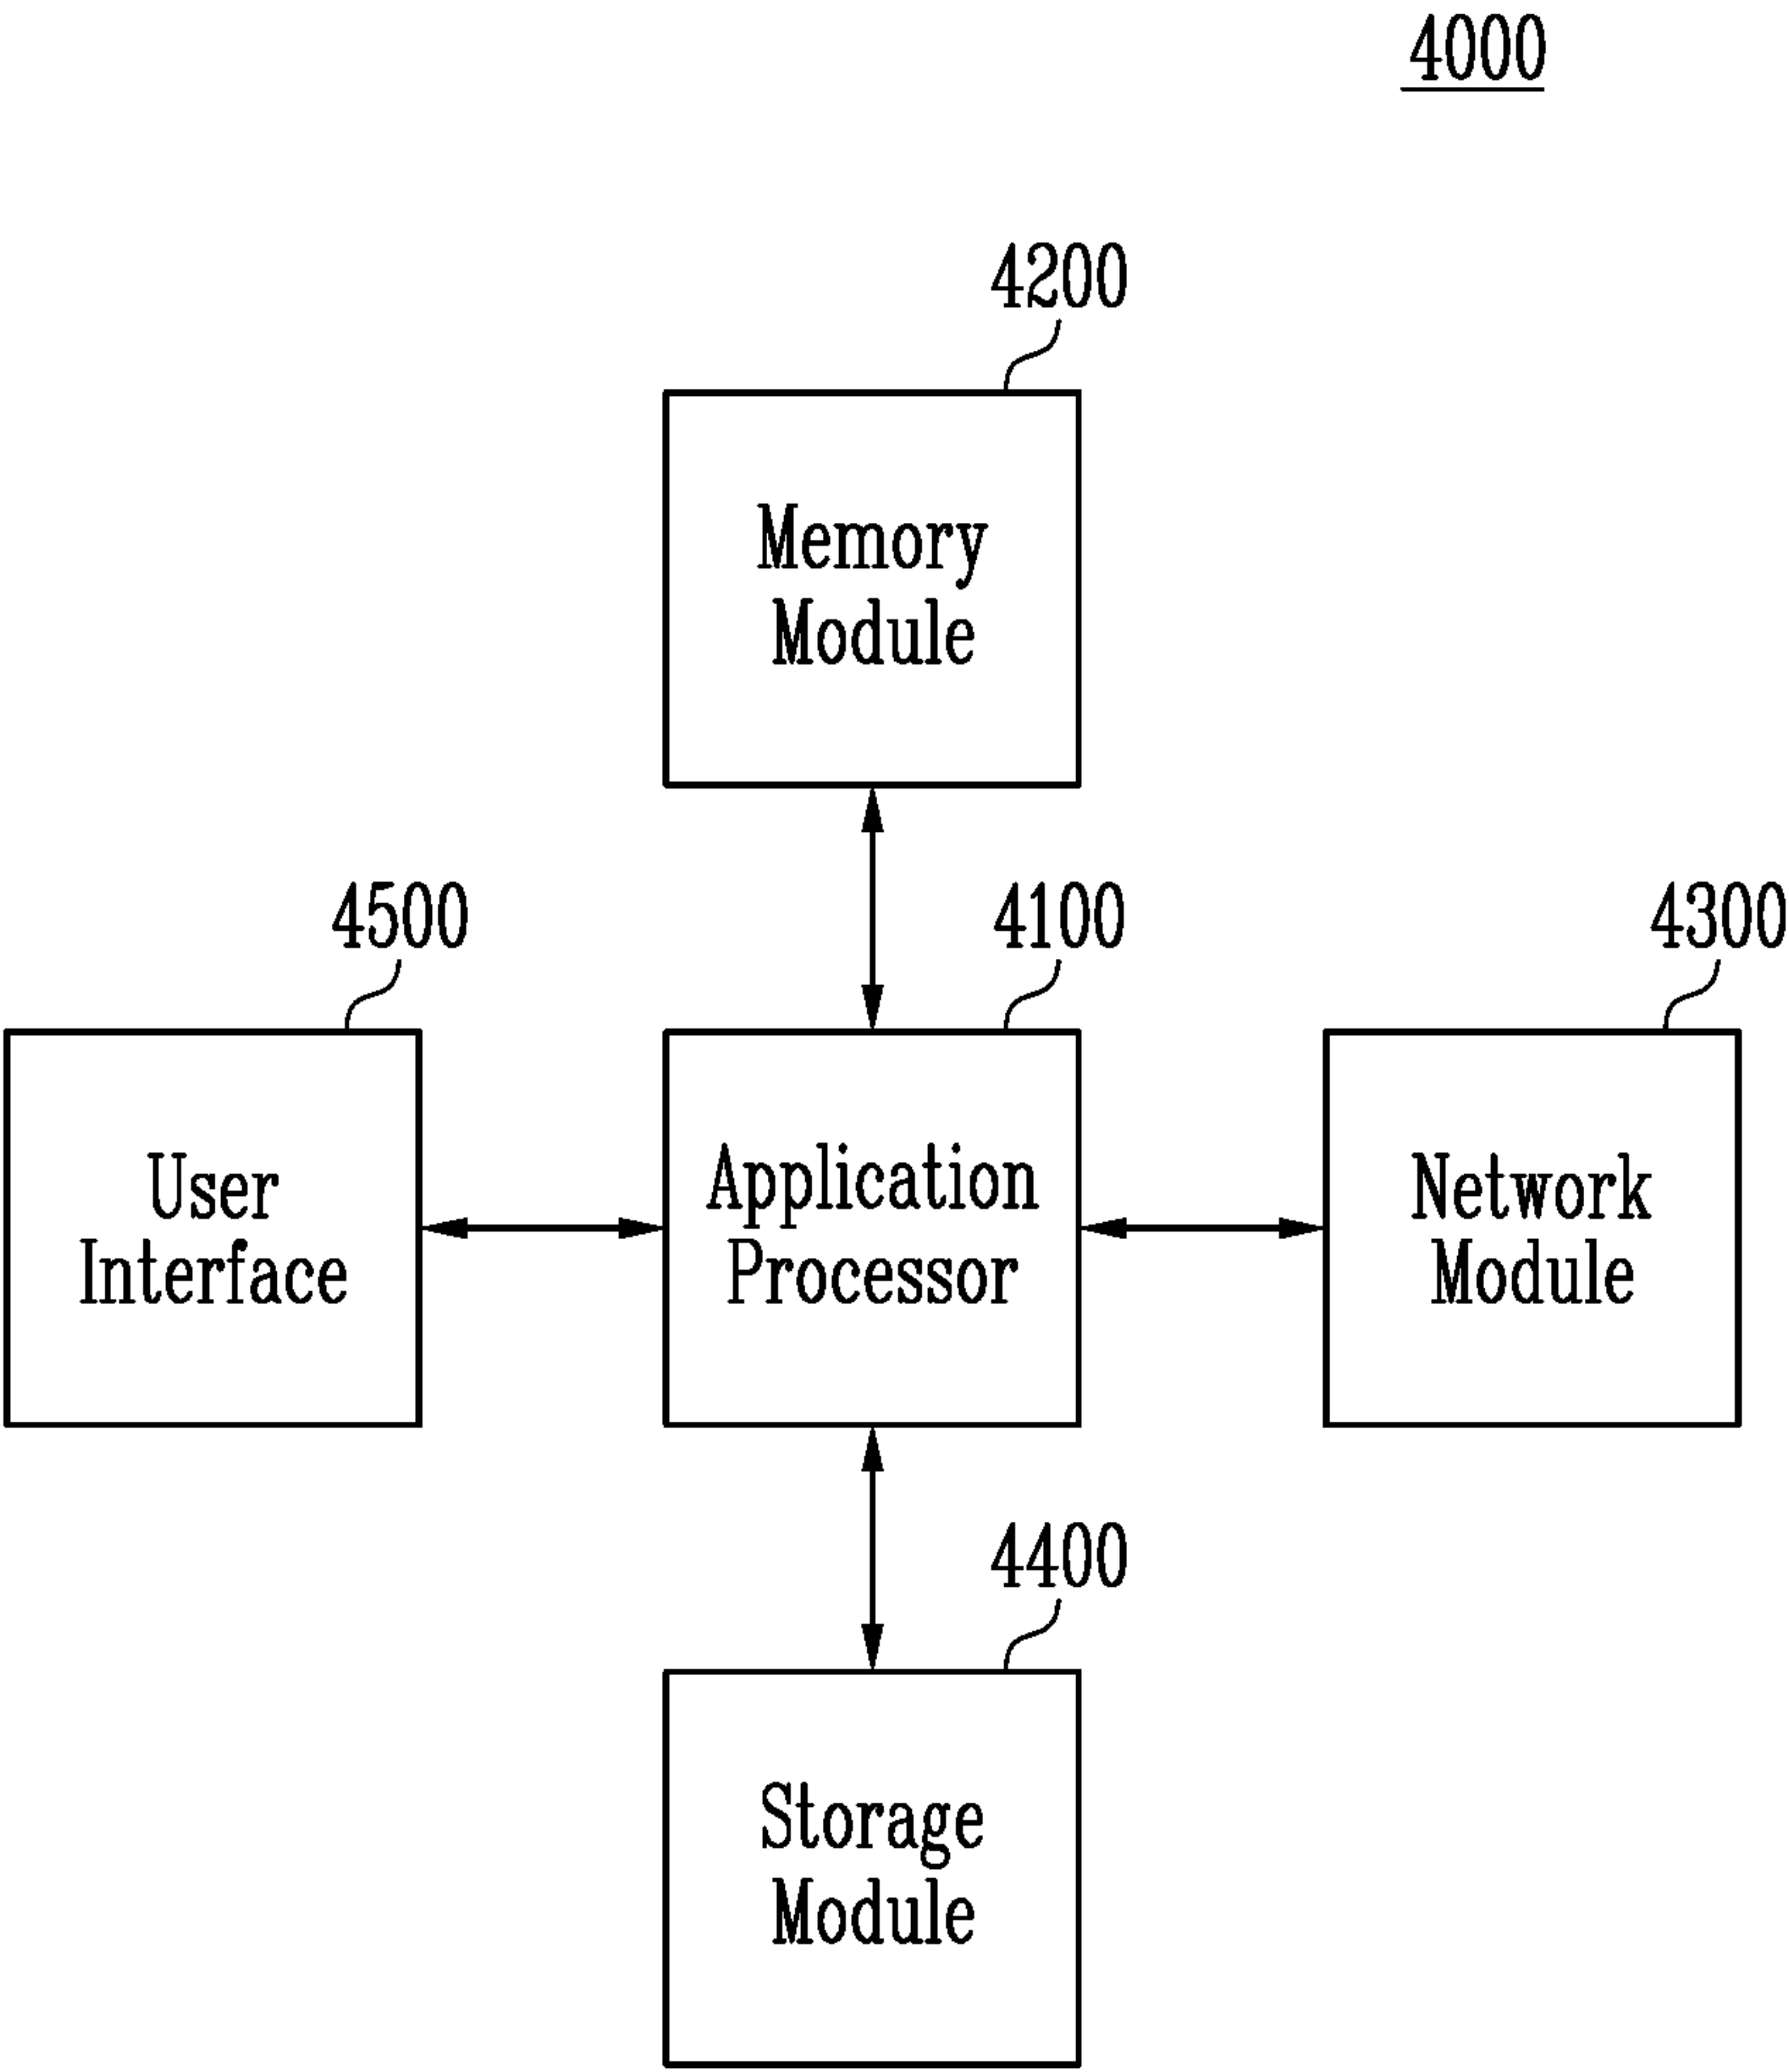 4000
4200
Memory
Module
4500
4100
4300
User
Interface
Application
Processor
Network
Module
4400
Storage
Module